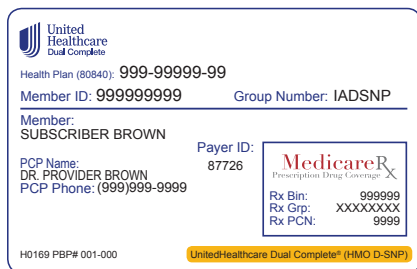 United
Healthcare
Dual Complete
Health Plan (80840): 999-99999-99
Member ID: 999999999 Group Number: IADSNP
Member:
SUBSCRIBER BROWN
Payer ID:
87726
PCP Name:
DR. PROVIDER BROWN
PCP Phone: (999)999-9999
MedicareRx
Prescription Drug Coverage
Rx Bin: 999999
Rx Grp: XXXXXXXX
Rx PCN: 9999
H0169 PBP# 001-000
UnitedHealthcare Dual Complete® (HMO D-SNP)